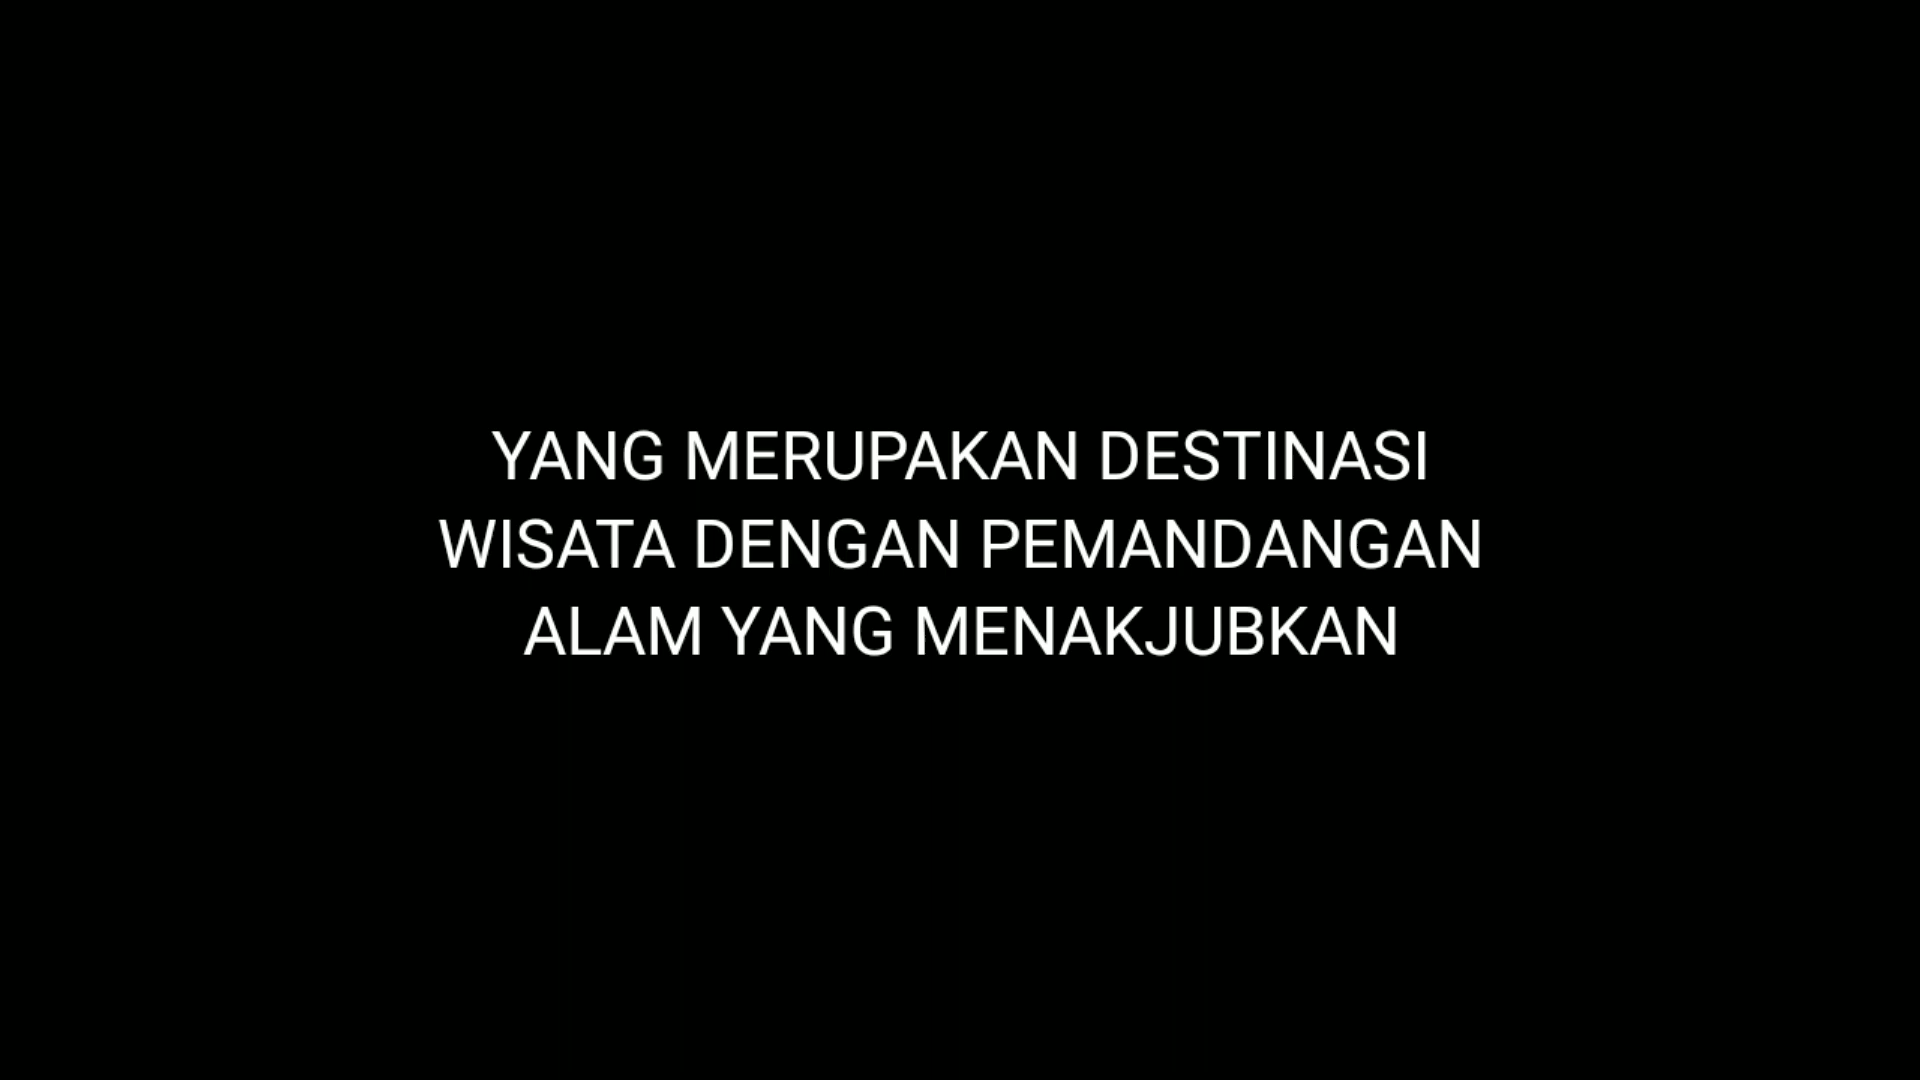 YANG MERUPAKAN DESTINASI
WISATA DENGAN PEMANDANGAN
ALAM YANG MENAKJUBKAN